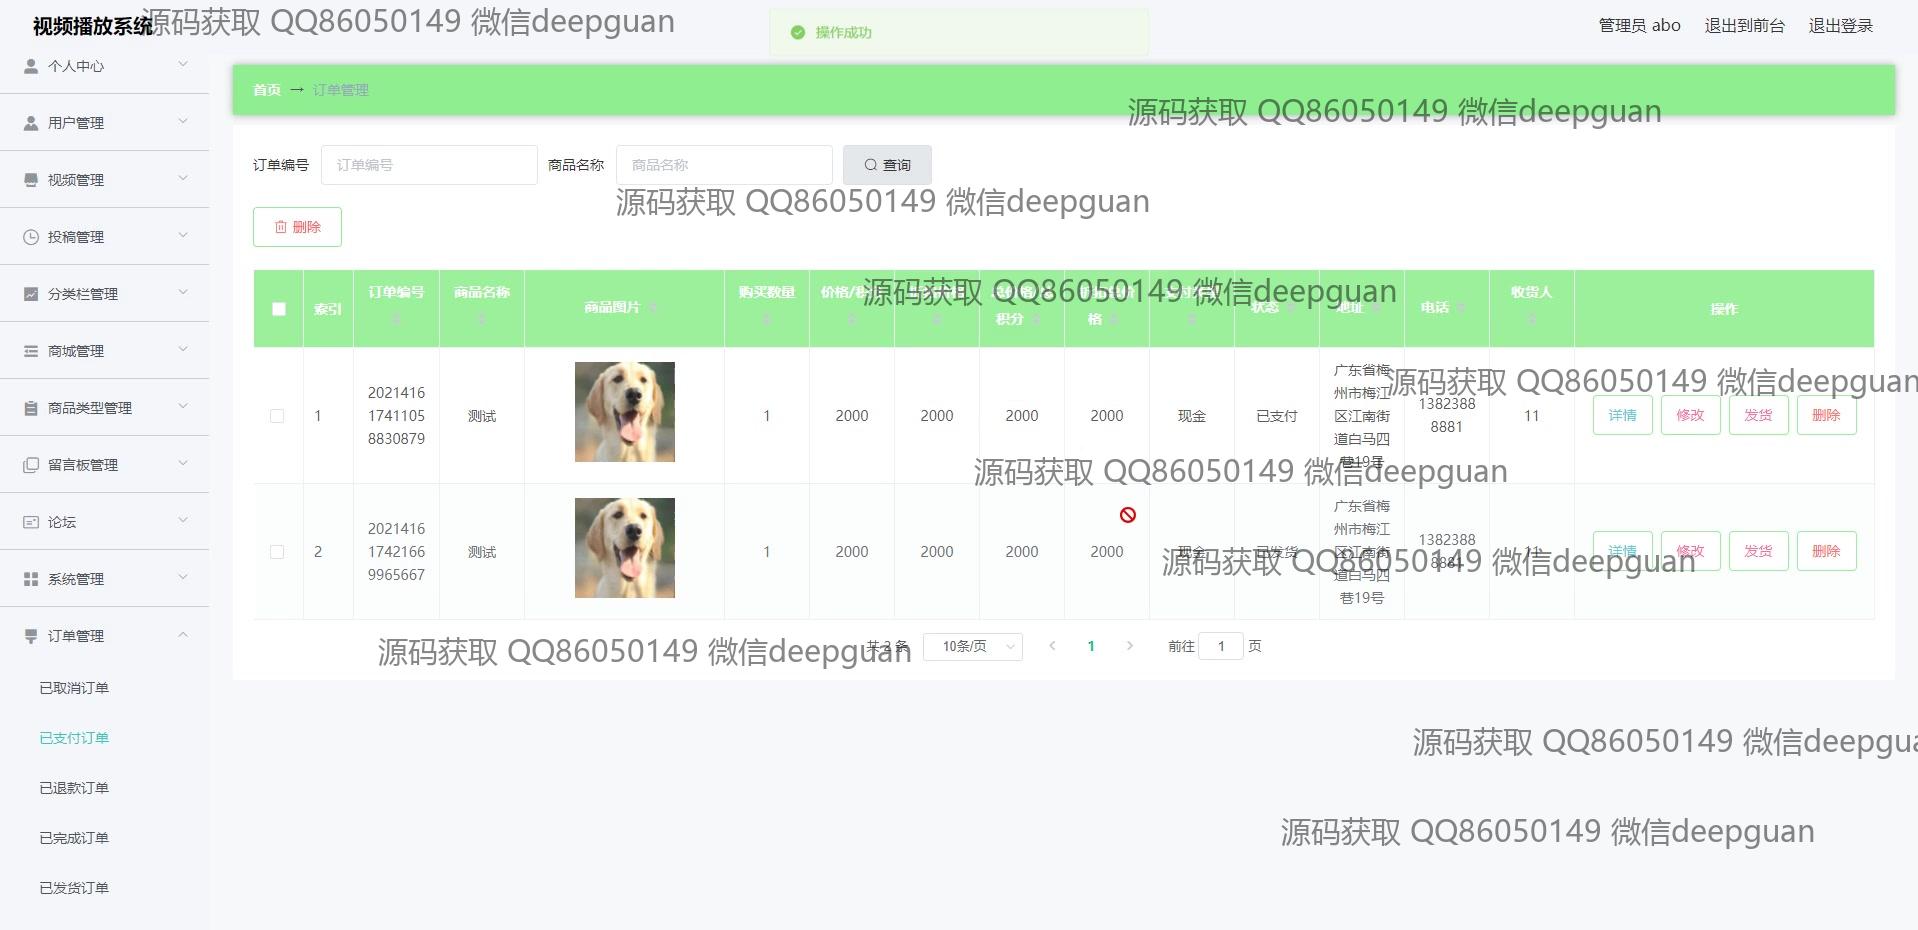 视频播放系统
源码获取 QQ86050149 微信deepguan
操作成功
管理员 abo
退出到前台
退出登录
个人中心
用户管理
视频管理
投稿管理
分类栏管理
商城管理
商品类型管理
留言板管理
论坛
系统管理
订单管理
已取消订单
已支付订单
已退款订单
已完成订单
已发货订单
首页 → 订单管理
源码获取 QQ86050149 微信deepguan
订单编号 订单编号 商品名称 商品名称 查询
源码获取 QQ86050149 微信deepguan
删除
源码获取 QQ86050149 微信deepguan
索引 订单编号 商品名称 商品图片 购买数量 价格/积 积分 格 状态 地址 电话 收货人 操作
源码获取 QQ86050149 微信deepguan
1 2021416
1741105
8830879
测试 1 2000 2000 2000 2000 现金 已支付
广东省梅
州市梅江
区江南街
道白马四
巷19号
1382388
8881
11 详情 修改 发货 删除
源码获取 QQ86050149 微信deepguan
2 2021416
1742166
9965667
测试 1 2000 2000 2000 2000 现金 已发货
广东省梅
州市梅江
区江南街
道白马四
巷19号
1382388
8881
11 详情 修改 发货 删除
源码获取 QQ86050149 微信deepguan
源码获取 QQ86050149 微信deepguan
共 2 条 10条/页 1 前往 1 页
源码获取 QQ86050149 微信deepgua
源码获取 QQ86050149 微信deepguan